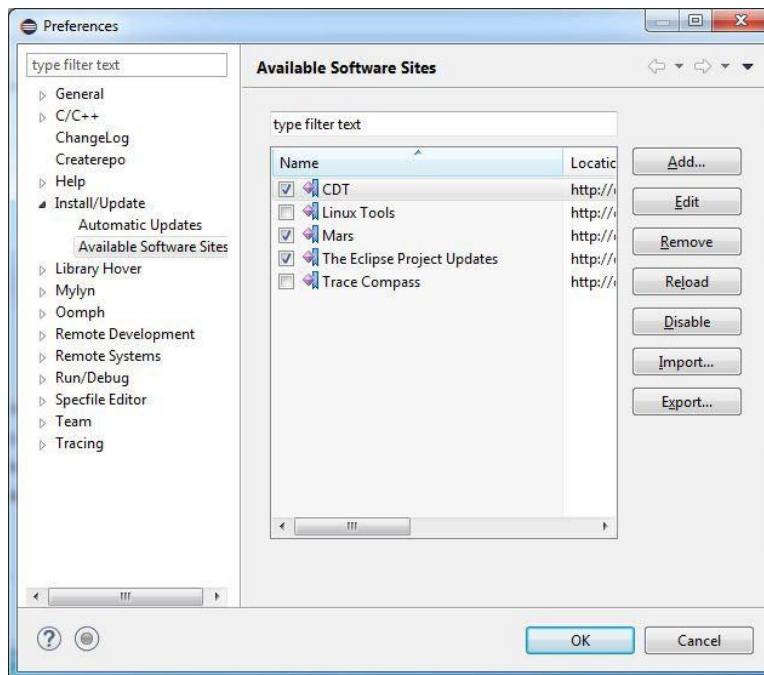 Preferences
type filter text
General
C/C++
ChangeLog
Createrepo
Help
Install/Update
Automatic Updates
Available Software Sites
Library Hover
Mylyn
Oomph
Remote Development
Remote Systems
Run/Debug
Specfile Editor
Team
Tracing
Available Software Sites
type filter text
Name Locatic
CDT http://
Linux Tools http://
Mars http://
The Eclipse Project Updates http://
Trace Compass http://
Add...
Edit
Remove
Reload
Disable
Import...
Export...
OK Cancel